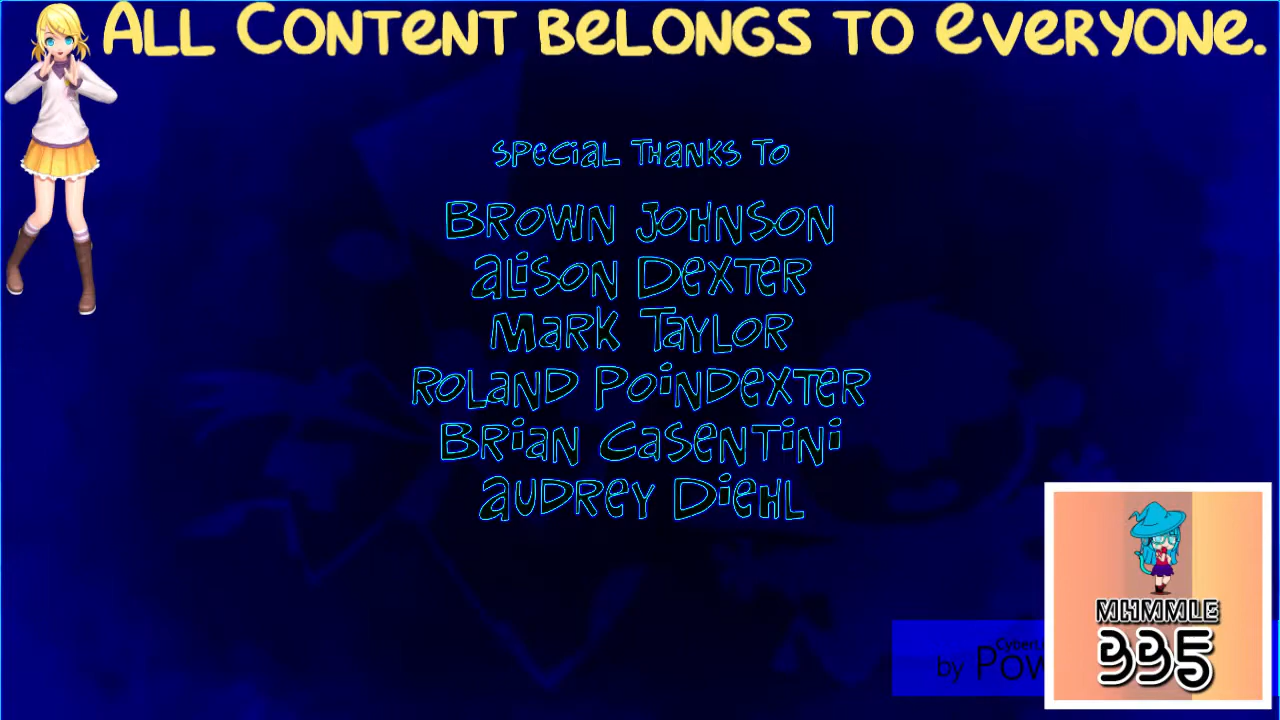 ALL CONTENT BELONGS TO EVERYONE.
SPECIAL THANKS TO
BROWN JOHNSON
ALISON DEXTER
MARK TAYLOR
ROLAND POINDEXTER
BRIAN CASENTINI
AUDREY DIEHL
by
MHMMLE
335